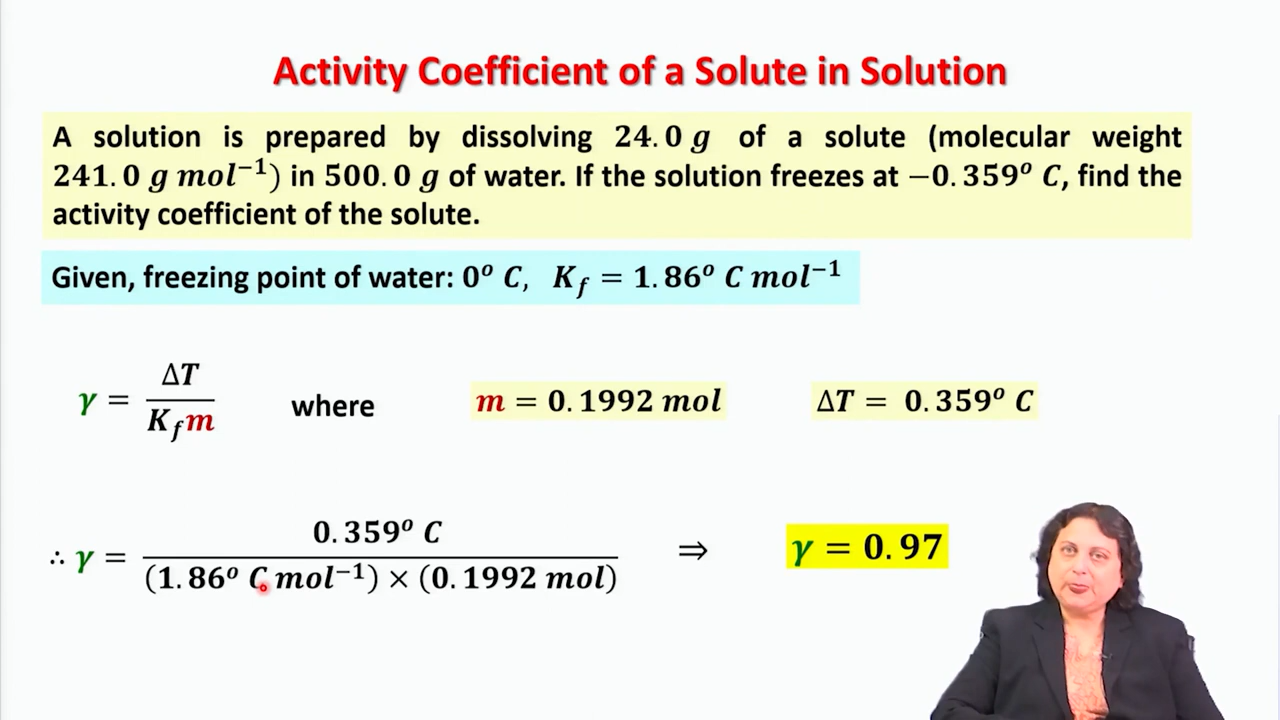 Activity Coefficient of a Solute in Solution
A solution is prepared by dissolving 24.0 g of a solute (molecular weight
241.0 g mol⁻¹) in 500.0 g of water. If the solution freezes at −0.359° C, find the
activity coefficient of the solute.
Given, freezing point of water: 0° C, K_f = 1.86° C mol⁻¹
γ = ΔT / K_f m where m = 0.1992 mol ΔT = 0.359° C
∴ γ = 0.359° C / (1.86° C mol⁻¹) × (0.1992 mol) ⇒ γ = 0.97